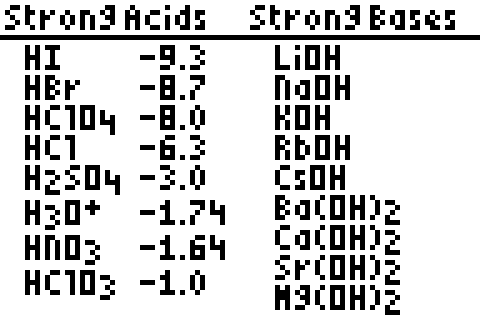 Strong Acids Strong Bases
HI -9.3 LiOH
HBr -8.7 NaOH
HClO4 -8.0 KOH
HCl -6.3 RbOH
H2SO4 -3.0 CsOH
H3O+ -1.74 Ba(OH)2
HNO3 -1.64 Ca(OH)2
HClO3 -1.0 Sr(OH)2
Mg(OH)2